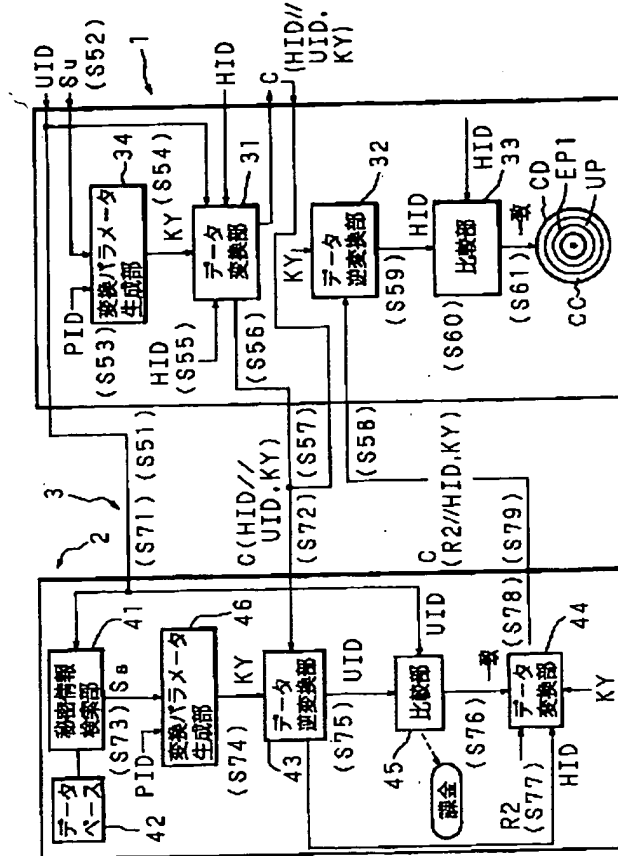 UID
Su
(S52)
1
34
PID
変換パラメータ
生成部
(S53)
KY
(S54)
HID
(S55)
データ
変換部
31
HID
C
(HID//
UID,
KY)
(S56)
KY
データ
逆変換部
32
HID
(S59)
HID
(S60)
比較部
33
一致
(S61)
CD
EP1
UP
CC
3
2
(S71)
(S51)
C(HID//
UID,KY)
(S72)
(S57)
C
(R2//HID,KY)
(S58)
(S78)
(S79)
データ
ベース
42
秘密情報
検索部
41
Ss
(S73)
PID
46
変換パラメータ
生成部
(S74)
KY
データ
逆変換部
43
UID
(S75)
UID
比較部
45
課金
一致
(S76)
R2
(S77)
データ
変換部
44
HID
KY